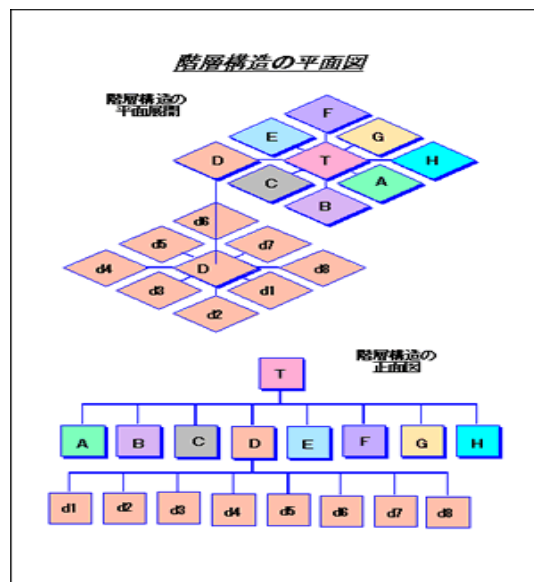 階層構造の平面図
階層構造の
平面展開
F
E
G
D
T
H
C
A
B
d6
d5
d7
d4
D
d8
d3
d1
d2
階層構造の
正面図
T
A B C D E F G H
d1 d2 d3 d4 d5 d6 d7 d8